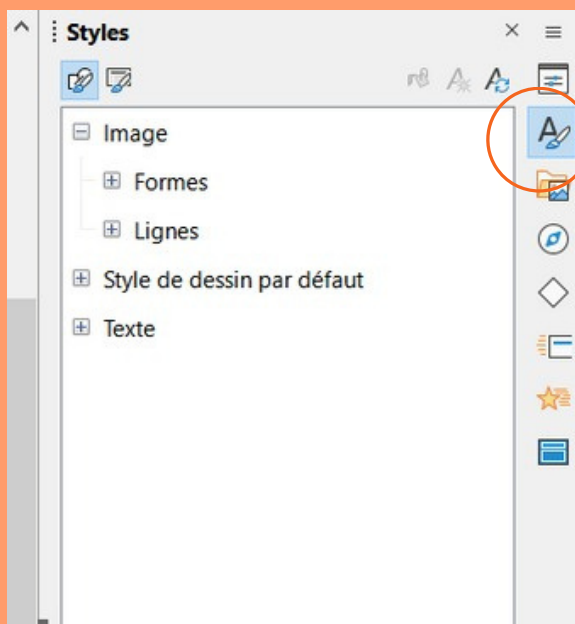 Styles
Image
Formes
Lignes
Style de dessin par défaut
Texte